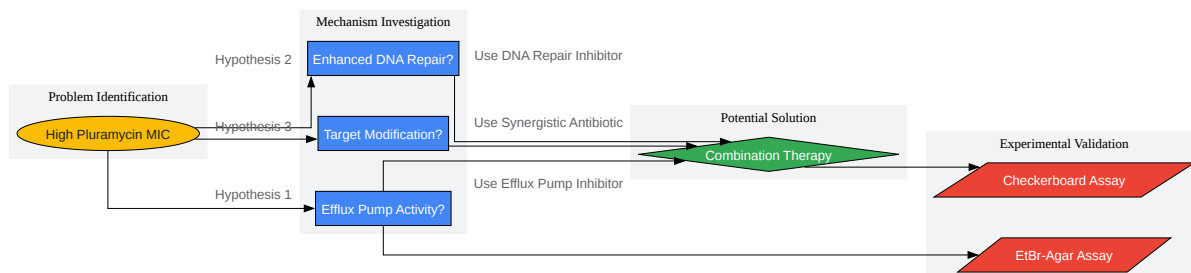 Mechanism Investigation
Hypothesis 2
Enhanced DNA Repair?
Use DNA Repair Inhibitor
Problem Identification
High Pluramycin MIC
Hypothesis 3
Target Modification?
Use Synergistic Antibiotic
Potential Solution
Combination Therapy
Experimental Validation
Checkerboard Assay
Use Efflux Pump Inhibitor
Hypothesis 1
Efflux Pump Activity?
EtBr-Agar Assay